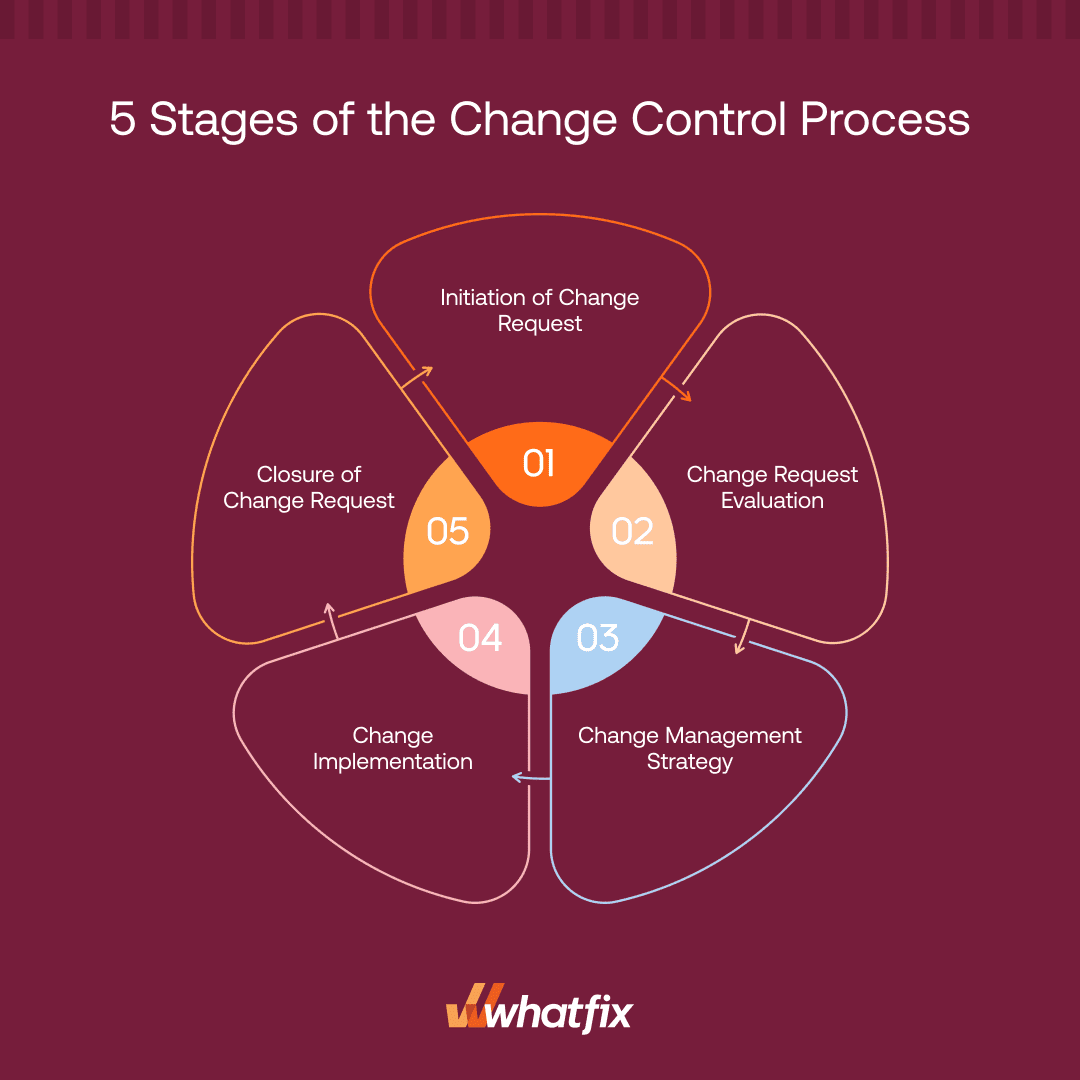 5 Stages of the Change Control Process
Initiation of Change
Request
01
Change Request
Evaluation
02
Change Management
Strategy
03
Change
Implementation
04
Closure of
Change Request
05
whatfix